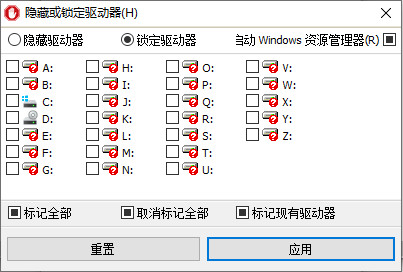 隐藏或锁定驱动器(H)
隐藏驱动器 锁定驱动器 启动 Windows 资源管理器(R)
A: H: O: V:
B: I: P: W:
C: J: Q: X:
D: K: R: Y:
E: L: S: Z:
F: M: T:
G: N: U:
标记全部 取消标记全部 标记现有驱动器
重置 应用